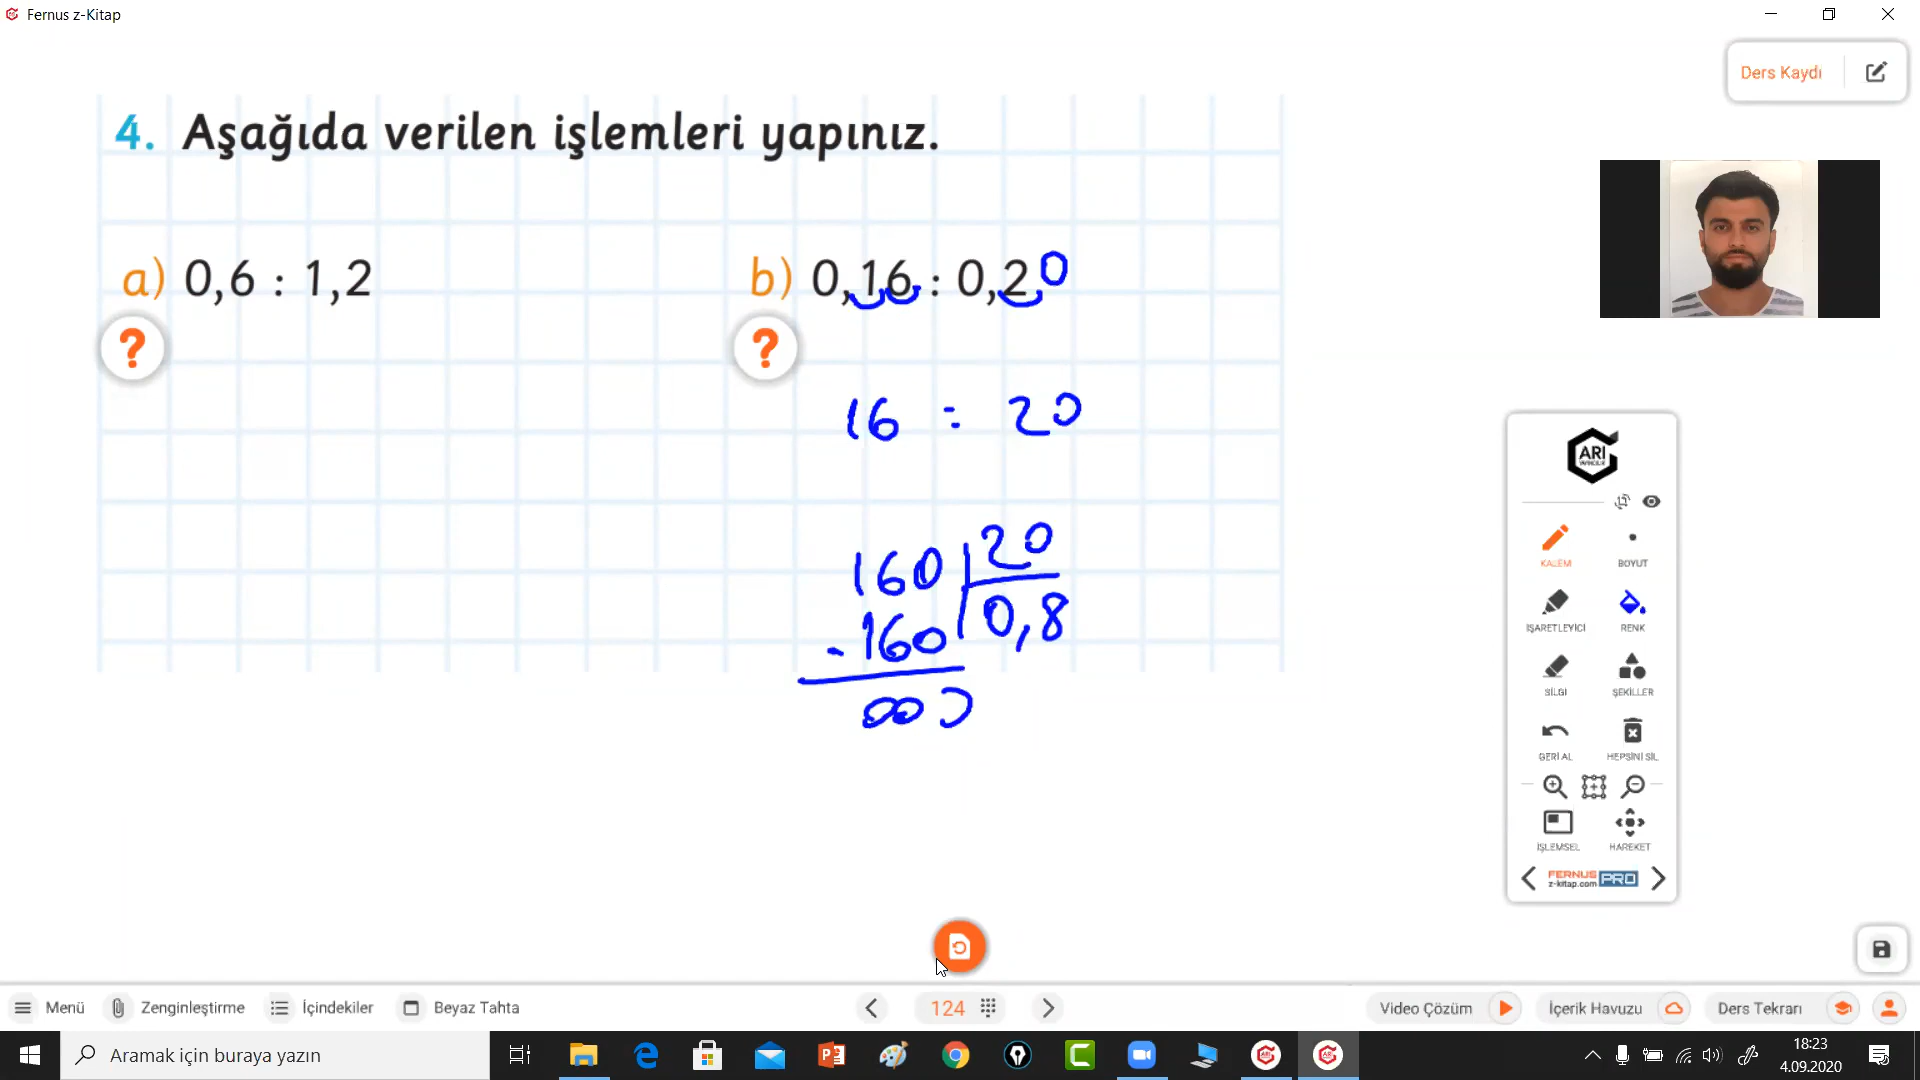 Fernus z-Kitap
Ders Kaydı
4. Aşağıda verilen işlemleri yapınız.
a) 0,6 : 1,2
b) 0,16 : 0,20
?
?
16 : 20
160 20
- 160 0,8
000
ARI
YAYINCILIK
KALEM
BOYUT
İŞARETLEYİCİ
RENK
SİLGİ
ŞEKİLLER
GERİ AL
HEPSİNİ SİL
İŞLEMSEL
HAREKET
FERNUS
z-kitap.com PRO
Menü
Zenginleştirme
İçindekiler
Beyaz Tahta
124
Video Çözüm
İçerik Havuzu
Ders Tekrarı
Aramak için buraya yazın
18:23
4.09.2020